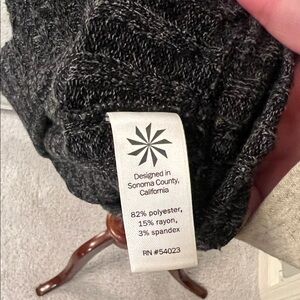 Designed in
Sonoma County,
California
82% polyester,
15% rayon,
3% spandex
RN #54023